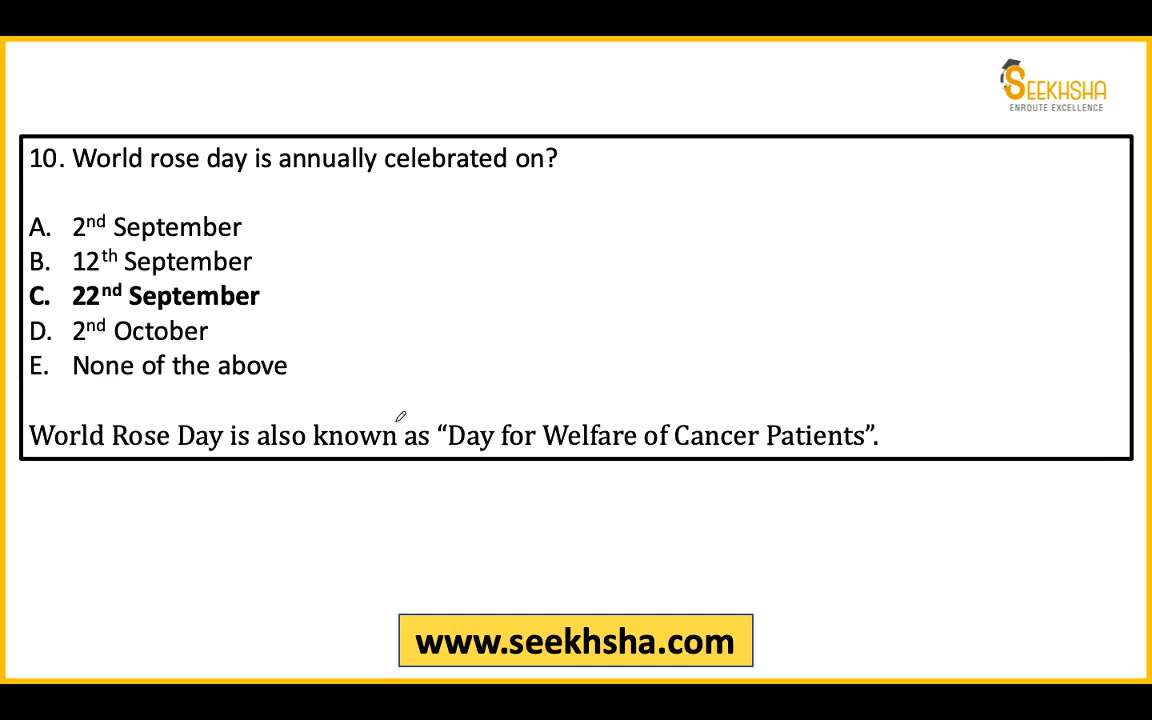 SEEKHSHA
ENROUTE EXCELLENCE
10. World rose day is annually celebrated on?
A. 2nd September
B. 12th September
C. 22nd September
D. 2nd October
E. None of the above
World Rose Day is also known as “Day for Welfare of Cancer Patients”.
www.seekhsha.com